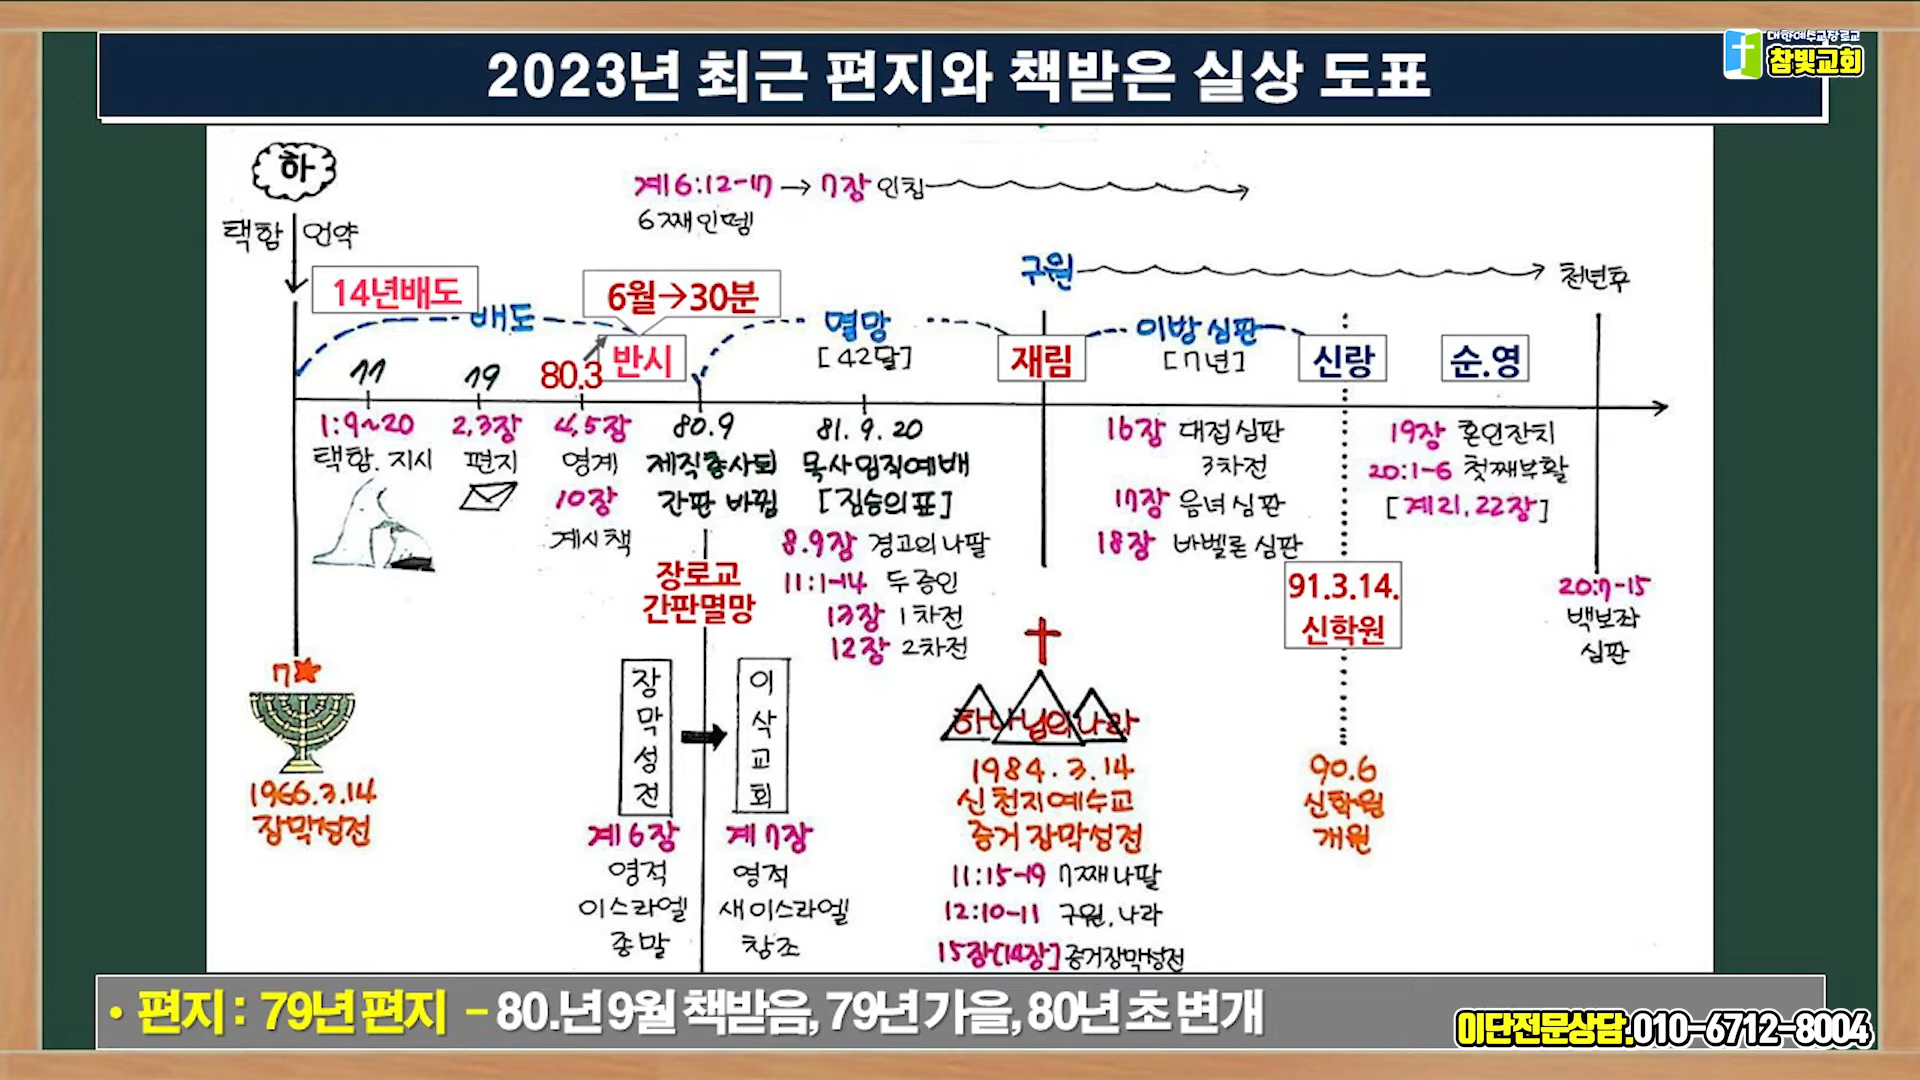 2023년 최근 편지와 책받은 실상 도표
대한예수교장로교
참빛교회
하
택함 언약
계6:12-17 → 7장 인침
6째인뗌
구원
천년후
14년배도
6월→30분
배도
멸망
[42달]
이방 심판
[7년]
반시
재림
신랑
순.영
77
79
80.3
1:9~20
택함. 지시
2,3장
편지
4,5장
영계
10장
계시책
80.9
제직총사퇴
간판 바뀜
장로교
간판멸망
81.9.20
목사임직예배
[짐승의표]
8.9장 경고의나팔
11:1-14 두증인
13장 1차전
12장 2차전
16장 대접심판
3차전
17장 음녀심판
18장 바벨론심판
19장 혼인잔치
20:1-6 첫째부활
[계21,22장]
91.3.14.
신학원
20:7-15
백보좌
심판
7
1966.3.14
장막성전
장막성전
이삭교회
계6장
영적
이스라엘
종말
계7장
영적
새이스라엘
창조
하나님의나라
1984.3.14
신천지예수교
증거장막성전
11:15-19 7째나팔
12:10-11 구원,나라
15장[14장]증거장막성전
90.6
신학원
개원
• 편지 : 79년 편지 – 80.년 9월 책받음, 79년 가을, 80년 초 변개
이단전문상담.010-6712-8004